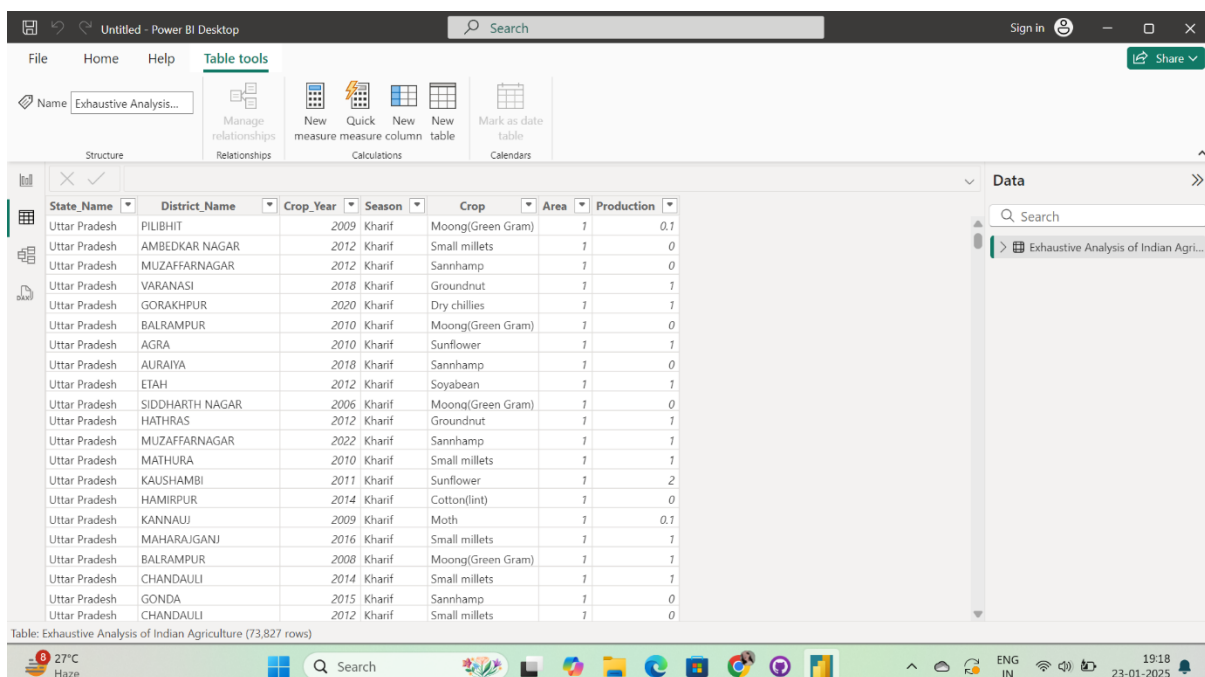 Untitled - Power BI Desktop
Search
Sign in
File Home Help Table tools
Share
Name Exhaustive Analysis...
Manage relationships
New measure
Quick measure
New column
New table
Mark as date table
Structure Relationships Calculations Calendars
State_Name District_Name Crop_Year Season Crop Area Production
Uttar Pradesh PILIBHIT 2009 Kharif Moong(Green Gram) 1 0.1
Uttar Pradesh AMBEDKAR NAGAR 2012 Kharif Small millets 1 0
Uttar Pradesh MUZAFFARNAGAR 2012 Kharif Sannhamp 1 0
Uttar Pradesh VARANASI 2018 Kharif Groundnut 1 1
Uttar Pradesh GORAKHPUR 2020 Kharif Dry chillies 1 1
Uttar Pradesh BALRAMPUR 2010 Kharif Moong(Green Gram) 1 0
Uttar Pradesh AGRA 2010 Kharif Sunflower 1 1
Uttar Pradesh AURAIYA 2018 Kharif Sannhamp 1 0
Uttar Pradesh ETAH 2012 Kharif Soyabean 1 1
Uttar Pradesh SIDDHARTH NAGAR 2006 Kharif Moong(Green Gram) 1 0
Uttar Pradesh HATHRAS 2012 Kharif Groundnut 1 1
Uttar Pradesh MUZAFFARNAGAR 2022 Kharif Sannhamp 1 1
Uttar Pradesh MATHURA 2010 Kharif Small millets 1 1
Uttar Pradesh KAUSHAMBI 2011 Kharif Sunflower 1 2
Uttar Pradesh HAMIRPUR 2014 Kharif Cotton(lint) 1 0
Uttar Pradesh KANNAUJ 2009 Kharif Moth 1 0.1
Uttar Pradesh MAHARAJGANJ 2016 Kharif Small millets 1 1
Uttar Pradesh BALRAMPUR 2008 Kharif Moong(Green Gram) 1 1
Uttar Pradesh CHANDAULI 2014 Kharif Small millets 1 1
Uttar Pradesh GONDA 2015 Kharif Sannhamp 1 0
Uttar Pradesh CHANDAULI 2012 Kharif Small millets 1 0
Data
Search
Exhaustive Analysis of Indian Agri...
DAX
Table: Exhaustive Analysis of Indian Agriculture (73,827 rows)
8
27°C
Haze
Search
ENG
IN
19:18
23-01-2025